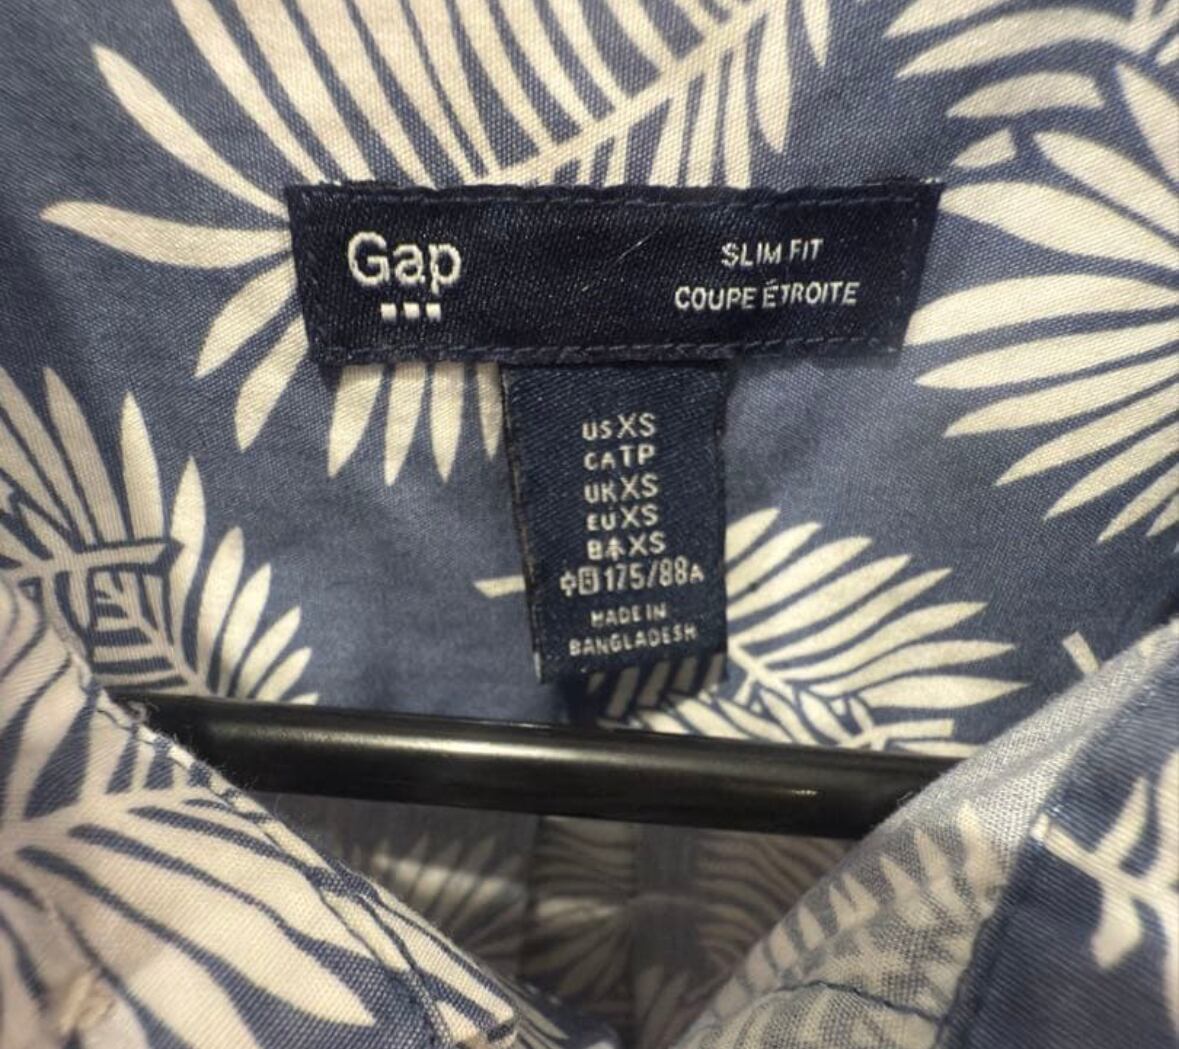 Gap
SLIM FIT
COUPE ÉTROITE
US XS
CA TP
UK XS
EU XS
日本 XS
中国 175/88A
MADE IN
BANGLADESH